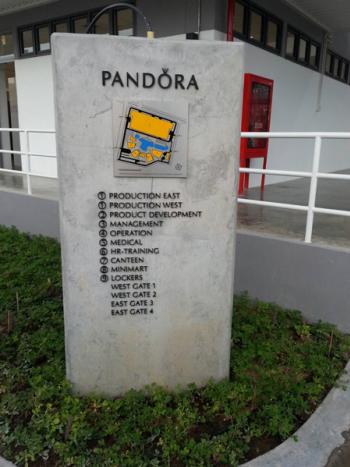 PANDORA
PRODUCTION EAST
PRODUCTION WEST
PRODUCT DEVELOPMENT
MANAGEMENT
OPERATION
MEDICAL
HR-TRAINING
CANTEEN
MINIMART
LOCKERS
WEST GATE 1
WEST GATE 2
EAST GATE 3
EAST GATE 4